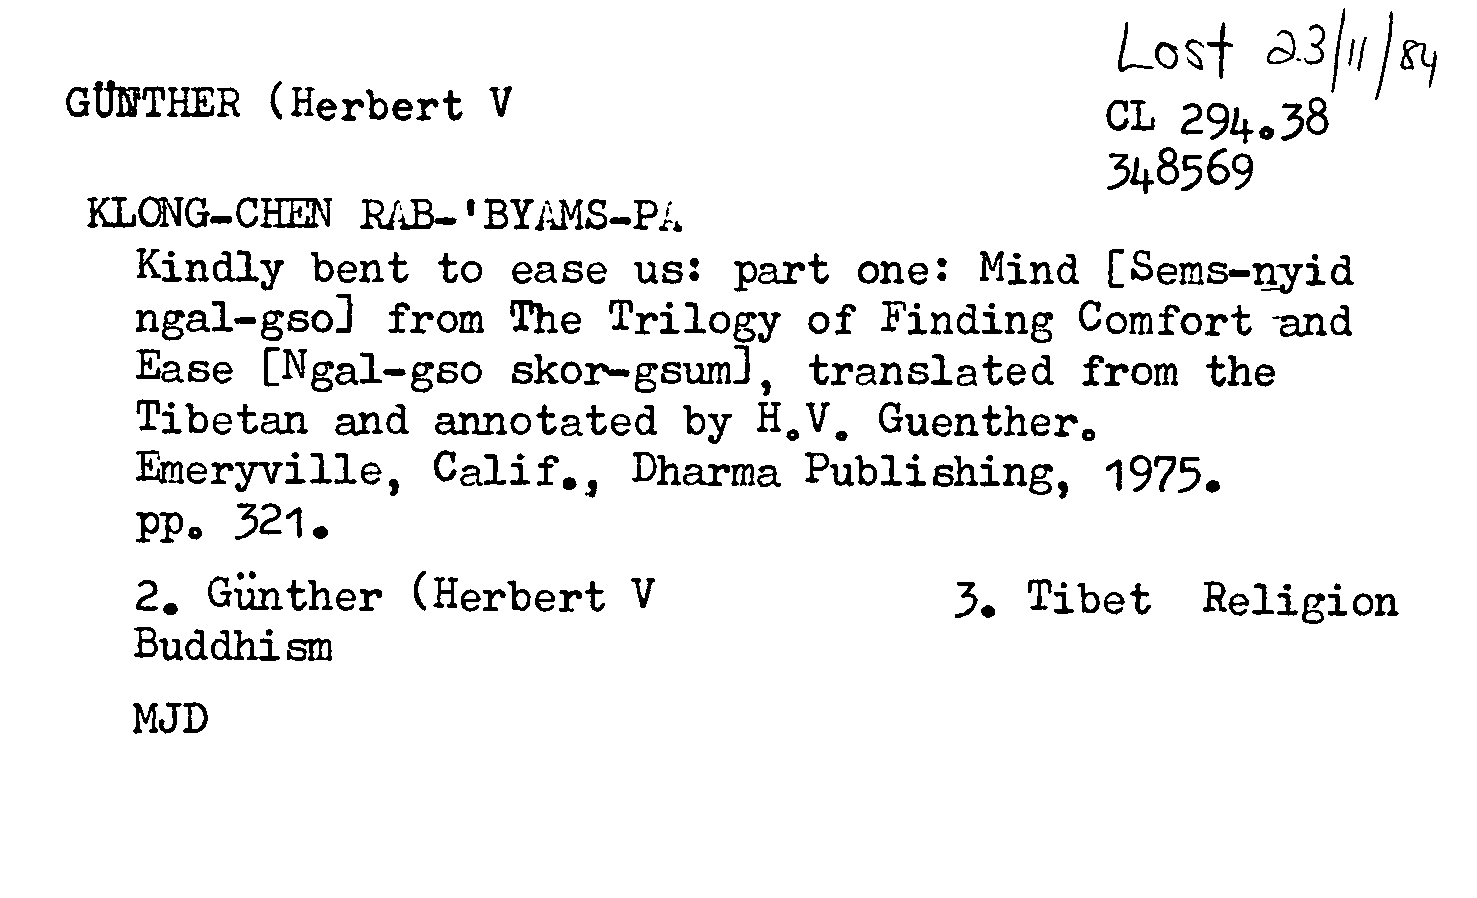 Lost 23/11/84
GÜNTHER (Herbert V
CL 294.38
348569
KLONG-CHEN RAB-'BYAMS-PA
Kindly bent to ease us: part one: Mind [Sems-nyid
ngal-gso] from The Trilogy of Finding Comfort and
Ease [Ngal-gso skor-gsum], translated from the
Tibetan and annotated by H.V. Guenther.
Emeryville, Calif., Dharma Publishing, 1975.
pp. 321.
2. Günther (Herbert V 3. Tibet Religion
Buddhism
MJD